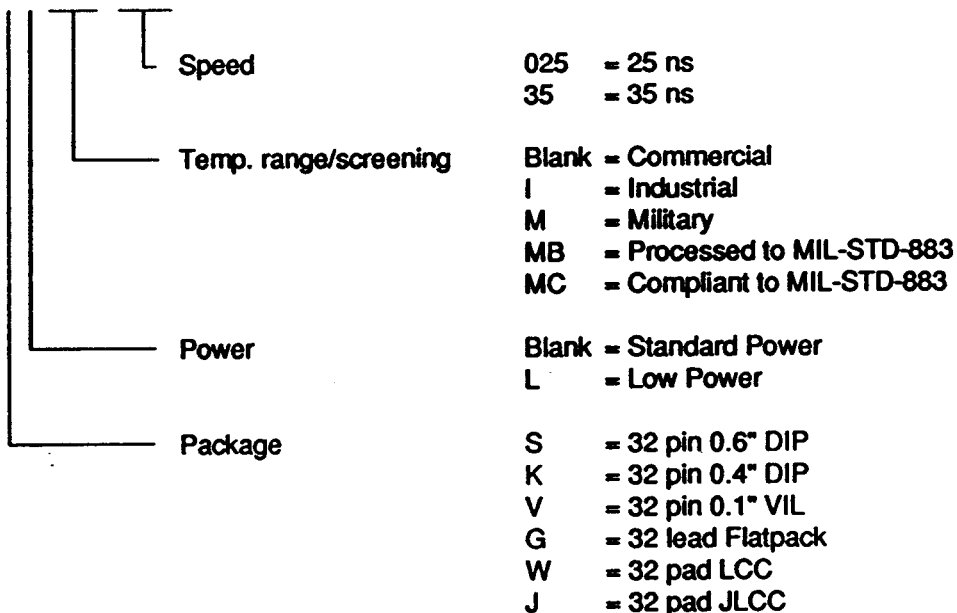 Speed 025 = 25 ns
35 = 35 ns
Temp. range/screening Blank = Commercial
I = Industrial
M = Military
MB = Processed to MIL-STD-883
MC = Compliant to MIL-STD-883
Power Blank = Standard Power
L = Low Power
Package S = 32 pin 0.6" DIP
K = 32 pin 0.4" DIP
V = 32 pin 0.1" VIL
G = 32 lead Flatpack
W = 32 pad LCC
J = 32 pad JLCC